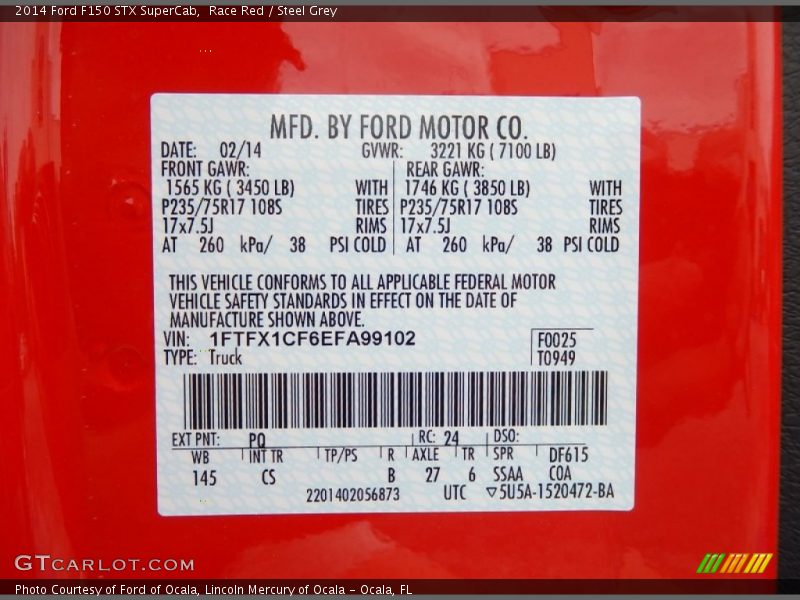 2014 Ford F150 STX SuperCab,  Race Red / Steel Grey
...
MFD. BY FORD MOTOR CO.
DATE: 02/14 GVWR: 3221 KG ( 7100 LB)
FRONT GAWR: REAR GAWR:
1565 KG ( 3450 LB) WITH 1746 KG ( 3850 LB) WITH
P235/75R17 108S TIRES P235/75R17 108S TIRES
17x7.5J RIMS 17x7.5J RIMS
AT 260 kPa/ 38 PSI COLD AT 260 kPa/ 38 PSI COLD
THIS VEHICLE CONFORMS TO ALL APPLICABLE FEDERAL MOTOR
VEHICLE SAFETY STANDARDS IN EFFECT ON THE DATE OF
MANUFACTURE SHOWN ABOVE.
VIN: 1FTFX1CF6EFA99102 F0025
TYPE: Truck T0949
EXT PNT: PQ RC: 24 DSO:
WB INT TR TP/PS R AXLE TR SPR DF615
145 CS B 27 6 SSAA COA
2201402056873 UTC ▽5U5A-1520472-BA
GTCARLOT.COM
Photo Courtesy of Ford of Ocala, Lincoln Mercury of Ocala - Ocala, FL